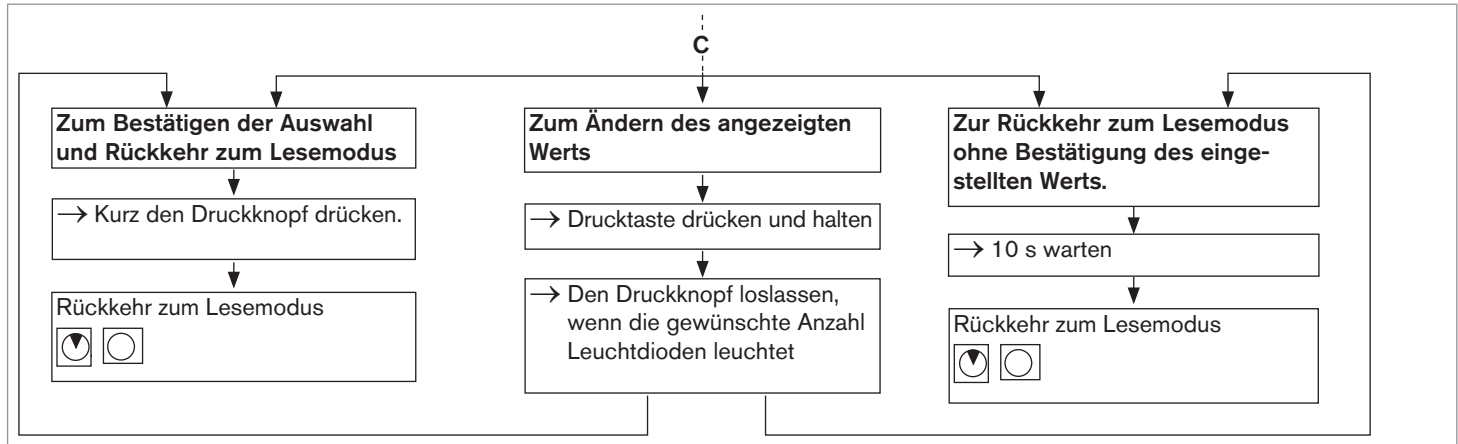 C
Zum Bestätigen der Auswahl
und Rückkehr zum Lesemodus
→ Kurz den Druckknopf drücken.
Rückkehr zum Lesemodus
Zum Ändern des angezeigten
Werts
→ Drucktaste drücken und halten
→ Den Druckknopf loslassen,
wenn die gewünschte Anzahl
Leuchtdioden leuchtet
Zur Rückkehr zum Lesemodus
ohne Bestätigung des einge-
stellten Werts.
→ 10 s warten
Rückkehr zum Lesemodus